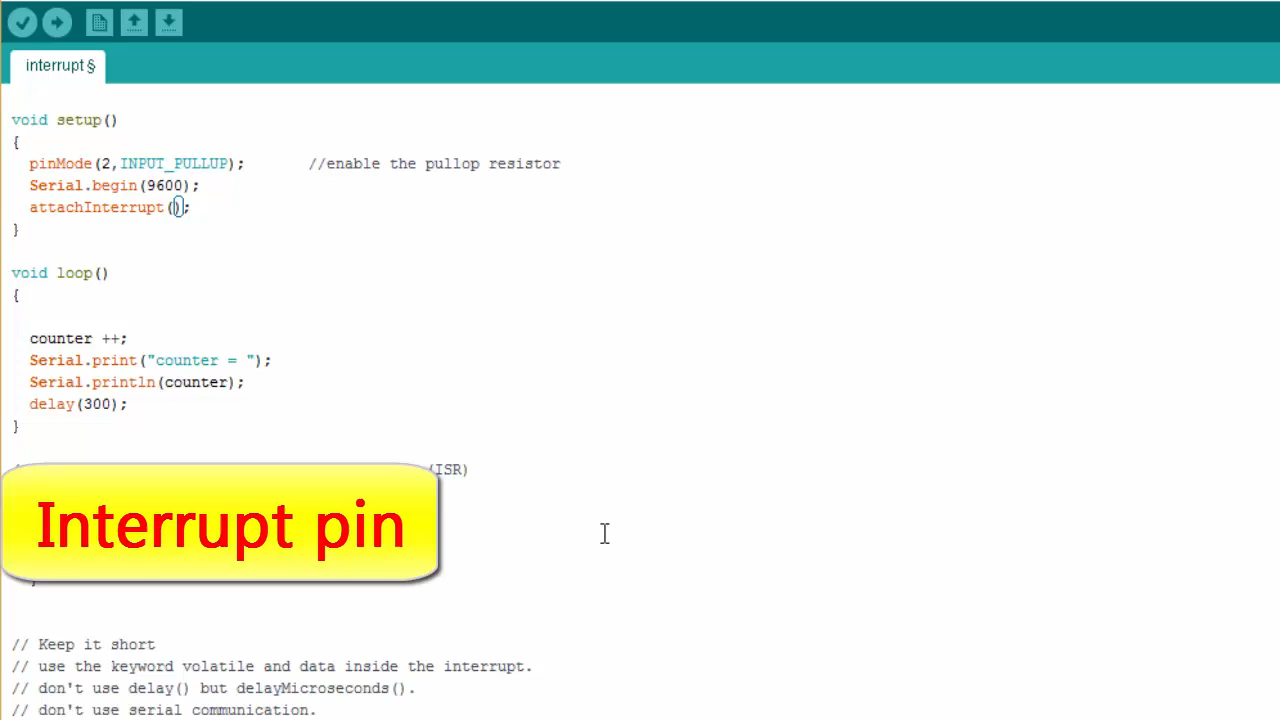 interrupt §
void setup()
{
  pinMode(2,INPUT_PULLUP);       //enable the pullop resistor
  Serial.begin(9600);
  attachInterrupt();
}
void loop()
{
  counter ++;
  Serial.print("counter = ");
  Serial.println(counter);
  delay(300);
}
(ISR)
Interrupt pin
// Keep it short
// use the keyword volatile and data inside the interrupt.
// don't use delay() but delayMicroseconds().
// don't use serial communication.